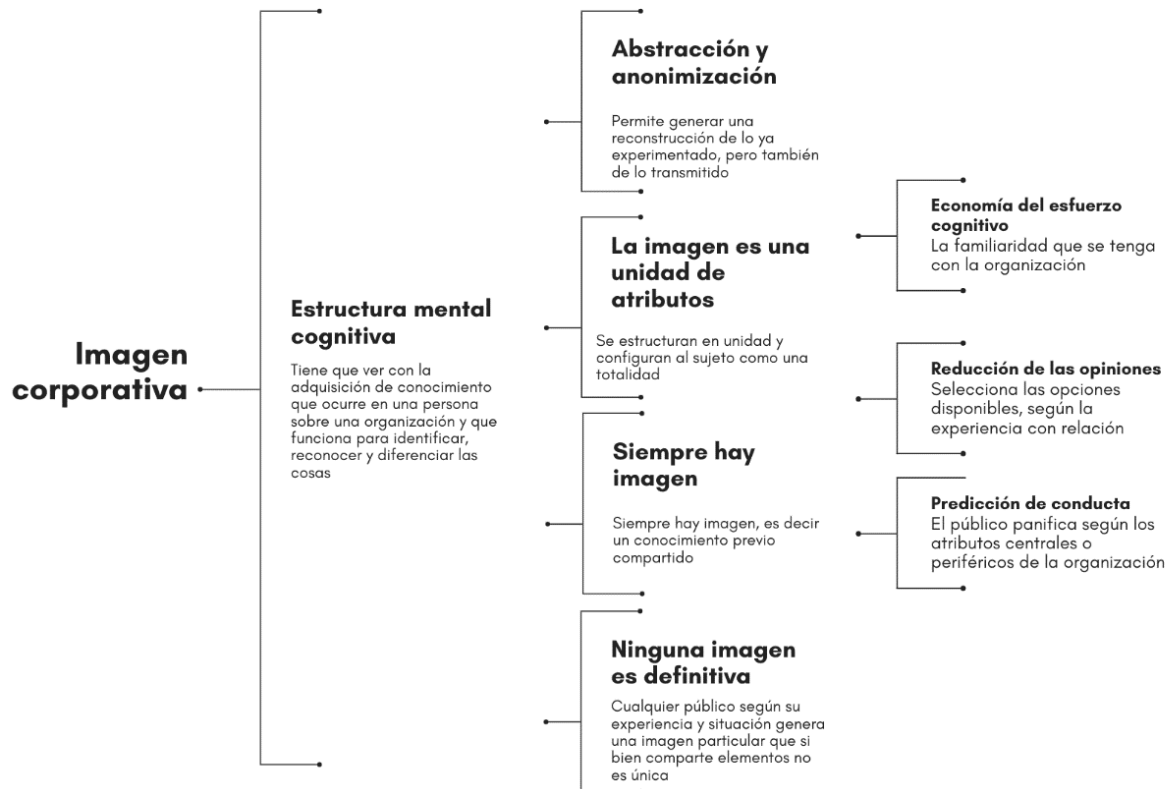 Imagen
corporativa
Estructura mental
cognitiva
Tiene que ver con la
adquisición de conocimiento
que ocurre en una persona
sobre una organización y que
funciona para identificar,
reconocer y diferenciar las
cosas
Abstracción y
anonimización
Permite generar una
reconstrucción de lo ya
experimentado, pero también
de lo transmitido
La imagen es una
unidad de
atributos
Se estructuran en unidad y
configuran al sujeto como una
totalidad
Siempre hay
imagen
Siempre hay imagen, es decir
un conocimiento previo
compartido
Ninguna imagen
es definitiva
Cualquier público según su
experiencia y situación genera
una imagen particular que si
bien comparte elementos no
es única
Economía del esfuerzo
cognitivo
La familiaridad que se tenga
con la organización
Reducción de las opiniones
Selecciona las opciones
disponibles, según la
experiencia con relación
Predicción de conducta
El público panifica según los
atributos centrales o
periféricos de la organización